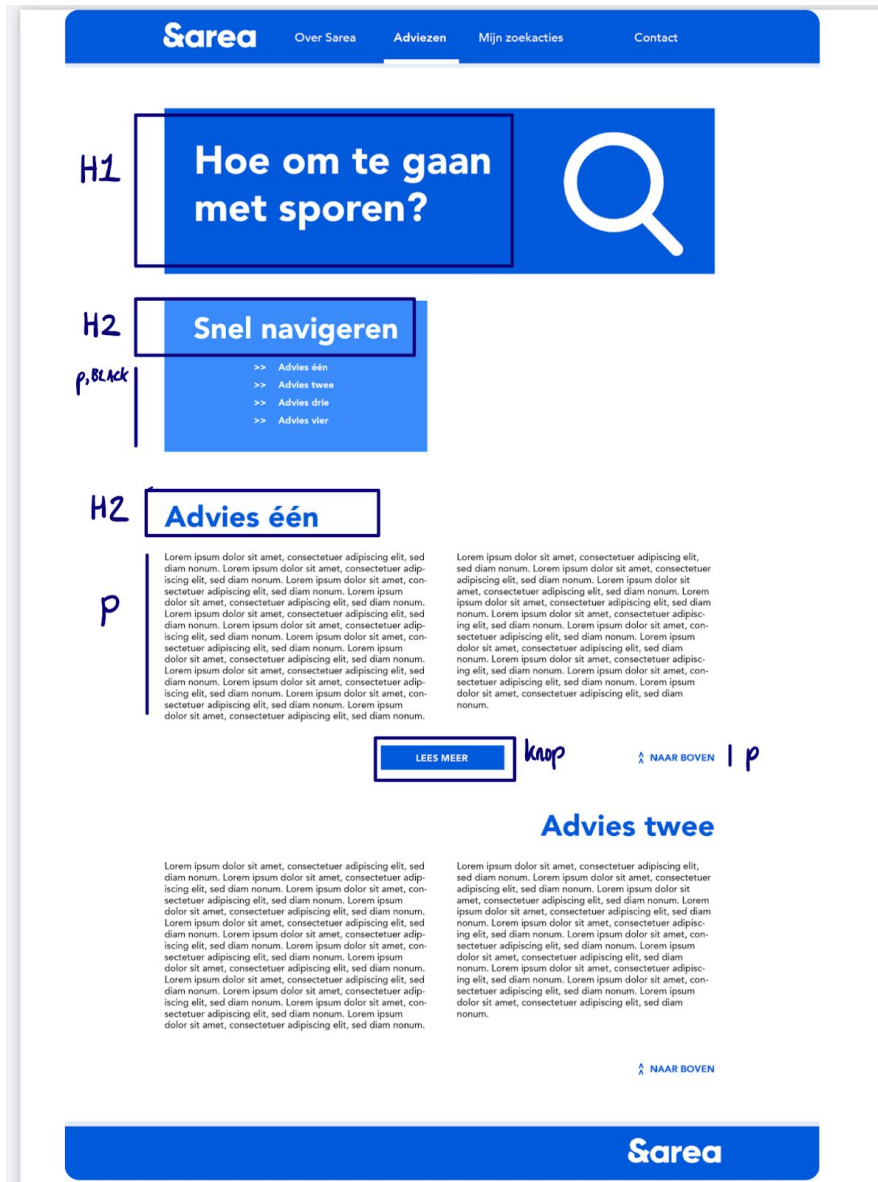 &area
Over Sarea
Adviezen
Mijn zoekacties
Contact
H1
Hoe om te gaan
met sporen?
H2
Snel navigeren
p, BLACK
>> Advies één
>> Advies twee
>> Advies drie
>> Advies vier
H2
Advies één
p
Lorem ipsum dolor sit amet, consectetuer adipiscing elit, sed
diam nonum. Lorem ipsum dolor sit amet, consectetuer adip-
iscing elit, sed diam nonum. Lorem ipsum dolor sit amet, con-
sectetuer adipiscing elit, sed diam nonum. Lorem ipsum
dolor sit amet, consectetuer adipiscing elit, sed diam nonum.
Lorem ipsum dolor sit amet, consectetuer adipiscing elit, sed
diam nonum. Lorem ipsum dolor sit amet, consectetuer adip-
iscing elit, sed diam nonum. Lorem ipsum dolor sit amet, con-
sectetuer adipiscing elit, sed diam nonum. Lorem ipsum
dolor sit amet, consectetuer adipiscing elit, sed diam nonum.
Lorem ipsum dolor sit amet, consectetuer adipiscing elit, sed
diam nonum. Lorem ipsum dolor sit amet, consectetuer adip-
iscing elit, sed diam nonum. Lorem ipsum dolor sit amet, con-
sectetuer adipiscing elit, sed diam nonum. Lorem ipsum
dolor sit amet, consectetuer adipiscing elit, sed diam nonum.
Lorem ipsum dolor sit amet, consectetuer adipiscing elit,
sed diam nonum. Lorem ipsum dolor sit amet, consectetuer
adipiscing elit, sed diam nonum. Lorem ipsum dolor sit
amet, consectetuer adipiscing elit, sed diam nonum. Lorem
ipsum dolor sit amet, consectetuer adipiscing elit, sed diam
nonum. Lorem ipsum dolor sit amet, consectetuer adipisc-
ing elit, sed diam nonum. Lorem ipsum dolor sit amet, con-
sectetuer adipiscing elit, sed diam nonum. Lorem ipsum
dolor sit amet, consectetuer adipiscing elit, sed diam
nonum. Lorem ipsum dolor sit amet, consectetuer adipisc-
ing elit, sed diam nonum. Lorem ipsum dolor sit amet, con-
sectetuer adipiscing elit, sed diam nonum. Lorem ipsum
dolor sit amet, consectetuer adipiscing elit, sed diam
nonum.
LEES MEER
knop
NAAR BOVEN
p
Advies twee
Lorem ipsum dolor sit amet, consectetuer adipiscing elit, sed
diam nonum. Lorem ipsum dolor sit amet, consectetuer adip-
iscing elit, sed diam nonum. Lorem ipsum dolor sit amet, con-
sectetuer adipiscing elit, sed diam nonum. Lorem ipsum
dolor sit amet, consectetuer adipiscing elit, sed diam nonum.
Lorem ipsum dolor sit amet, consectetuer adipiscing elit, sed
diam nonum. Lorem ipsum dolor sit amet, consectetuer adip-
iscing elit, sed diam nonum. Lorem ipsum dolor sit amet, con-
sectetuer adipiscing elit, sed diam nonum. Lorem ipsum
dolor sit amet, consectetuer adipiscing elit, sed diam nonum.
Lorem ipsum dolor sit amet, consectetuer adipiscing elit, sed
diam nonum. Lorem ipsum dolor sit amet, consectetuer adip-
iscing elit, sed diam nonum. Lorem ipsum dolor sit amet, con-
sectetuer adipiscing elit, sed diam nonum. Lorem ipsum
dolor sit amet, consectetuer adipiscing elit, sed diam nonum.
Lorem ipsum dolor sit amet, consectetuer adipiscing elit,
sed diam nonum. Lorem ipsum dolor sit amet, consectetuer
adipiscing elit, sed diam nonum. Lorem ipsum dolor sit
amet, consectetuer adipiscing elit, sed diam nonum. Lorem
ipsum dolor sit amet, consectetuer adipiscing elit, sed diam
nonum. Lorem ipsum dolor sit amet, consectetuer adipisc-
ing elit, sed diam nonum. Lorem ipsum dolor sit amet, con-
sectetuer adipiscing elit, sed diam nonum. Lorem ipsum
dolor sit amet, consectetuer adipiscing elit, sed diam
nonum. Lorem ipsum dolor sit amet, consectetuer adipisc-
ing elit, sed diam nonum. Lorem ipsum dolor sit amet, con-
sectetuer adipiscing elit, sed diam nonum. Lorem ipsum
dolor sit amet, consectetuer adipiscing elit, sed diam
nonum.
NAAR BOVEN
&area